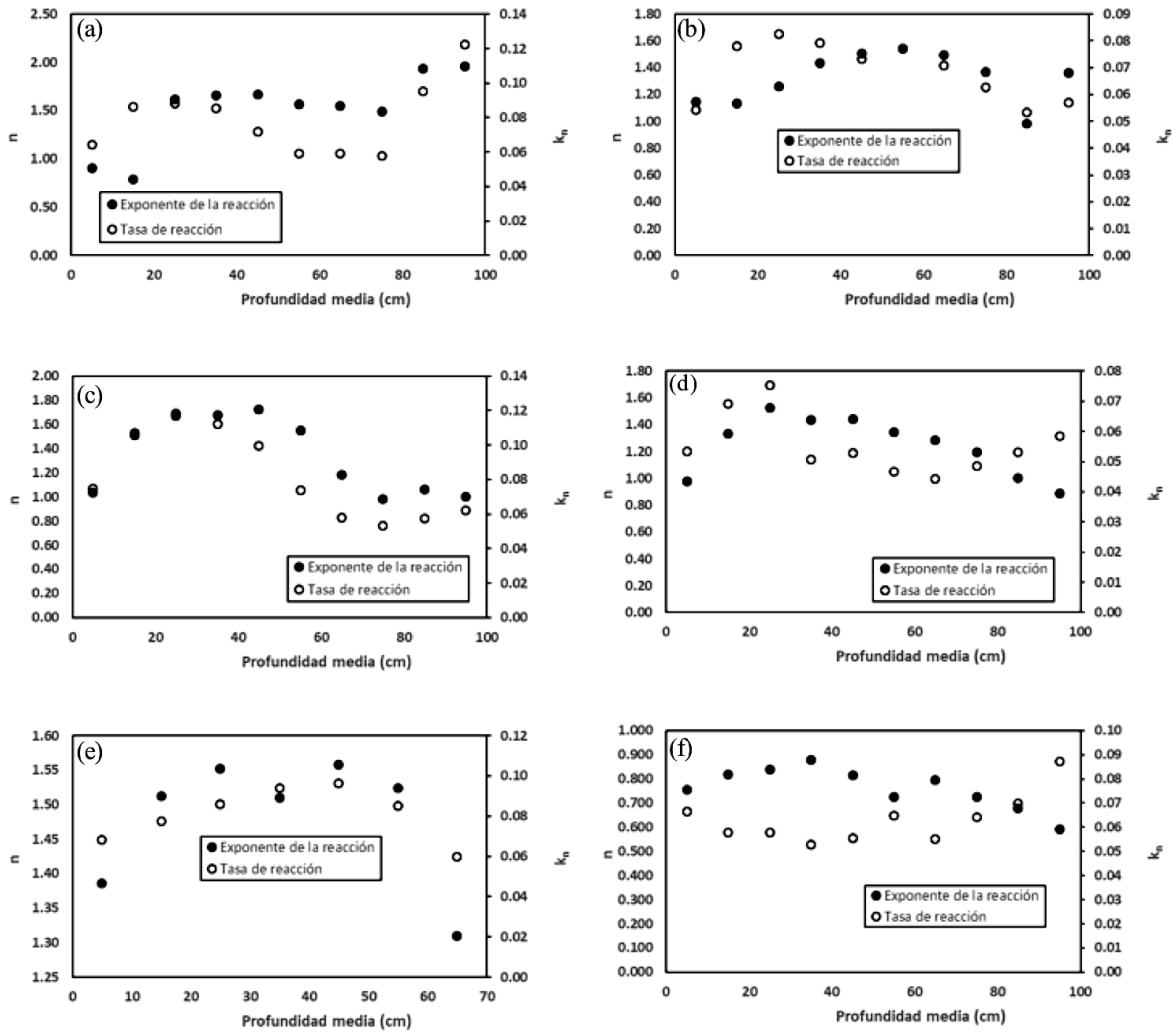 (a)
2.50
2.00
1.50
1.00
0.50
0.00
n
0.14
0.12
0.10
0.08
0.06
0.04
0.02
0.00
kn
Exponente de la reacción
Tasa de reacción
0 20 40 60 80 100
Profundidad media (cm)
(b)
1.80
1.60
1.40
1.20
1.00
0.80
0.60
0.40
0.20
0.00
n
0.09
0.08
0.07
0.06
0.05
0.04
0.03
0.02
0.01
0.00
kn
Exponente de la reacción
Tasa de reacción
0 20 40 60 80 100
Profundidad media (cm)
(c)
2.00
1.80
1.60
1.40
1.20
1.00
0.80
0.60
0.40
0.20
0.00
n
0.14
0.12
0.10
0.08
0.06
0.04
0.02
0.00
kn
Exponente de la reacción
Tasa de reacción
0 20 40 60 80 100
Profundidad media (cm)
(d)
1.80
1.60
1.40
1.20
1.00
0.80
0.60
0.40
0.20
0.00
n
0.08
0.07
0.06
0.05
0.04
0.03
0.02
0.01
0.00
kn
Exponente de la reacción
Tasa de reacción
0 20 40 60 80 100
Profundidad media (cm)
(e)
1.60
1.55
1.50
1.45
1.40
1.35
1.30
1.25
n
0.12
0.10
0.08
0.06
0.04
0.02
0.00
kn
Exponente de la reacción
Tasa de reacción
0 10 20 30 40 50 60 70
Profundidad media (cm)
(f)
1.000
0.900
0.800
0.700
0.600
0.500
0.400
0.300
0.200
0.100
0.000
n
0.10
0.09
0.08
0.07
0.06
0.05
0.04
0.03
0.02
0.01
0.00
kn
Exponente de la reacción
Tasa de reacción
0 20 40 60 80 100
Profundidad media (cm)